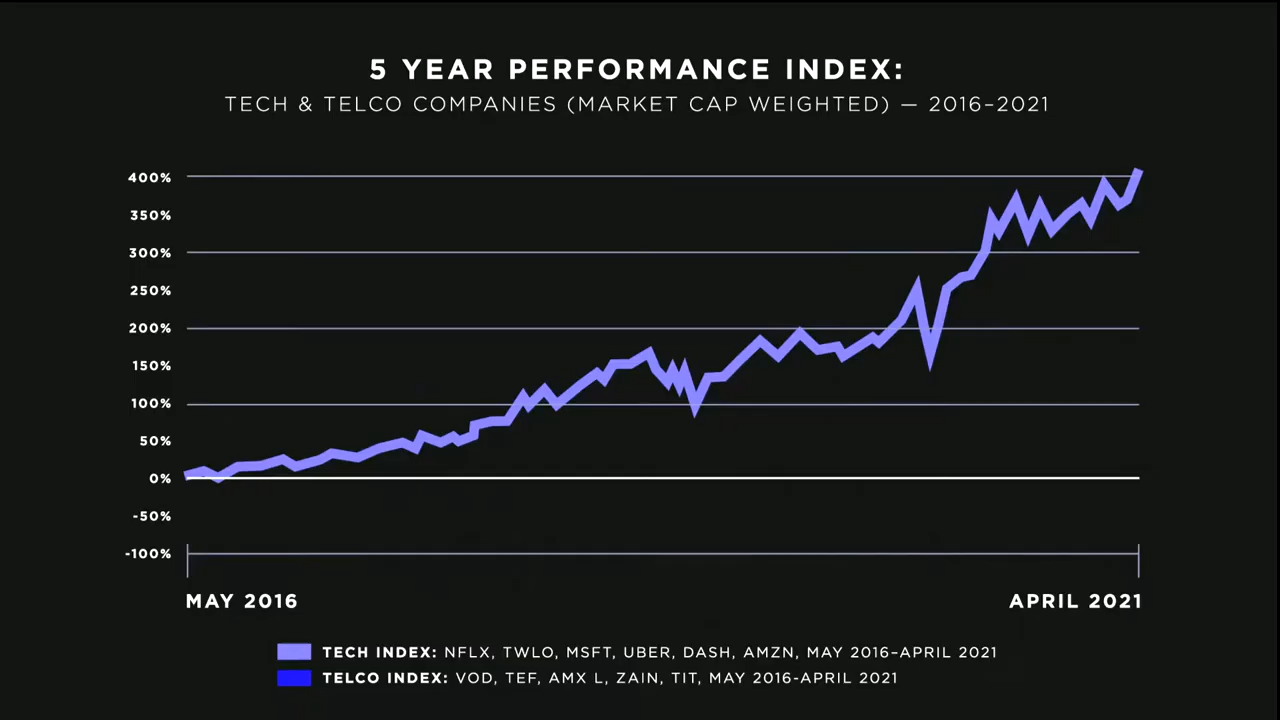 5 YEAR PERFORMANCE INDEX:
TECH & TELCO COMPANIES (MARKET CAP WEIGHTED) — 2016–2021
400%
350%
300%
250%
200%
150%
100%
50%
0%
-50%
-100%
MAY 2016
APRIL 2021
TECH INDEX: NFLX, TWLO, MSFT, UBER, DASH, AMZN, MAY 2016–APRIL 2021
TELCO INDEX: VOD, TEF, AMX L, ZAIN, TIT, MAY 2016-APRIL 2021